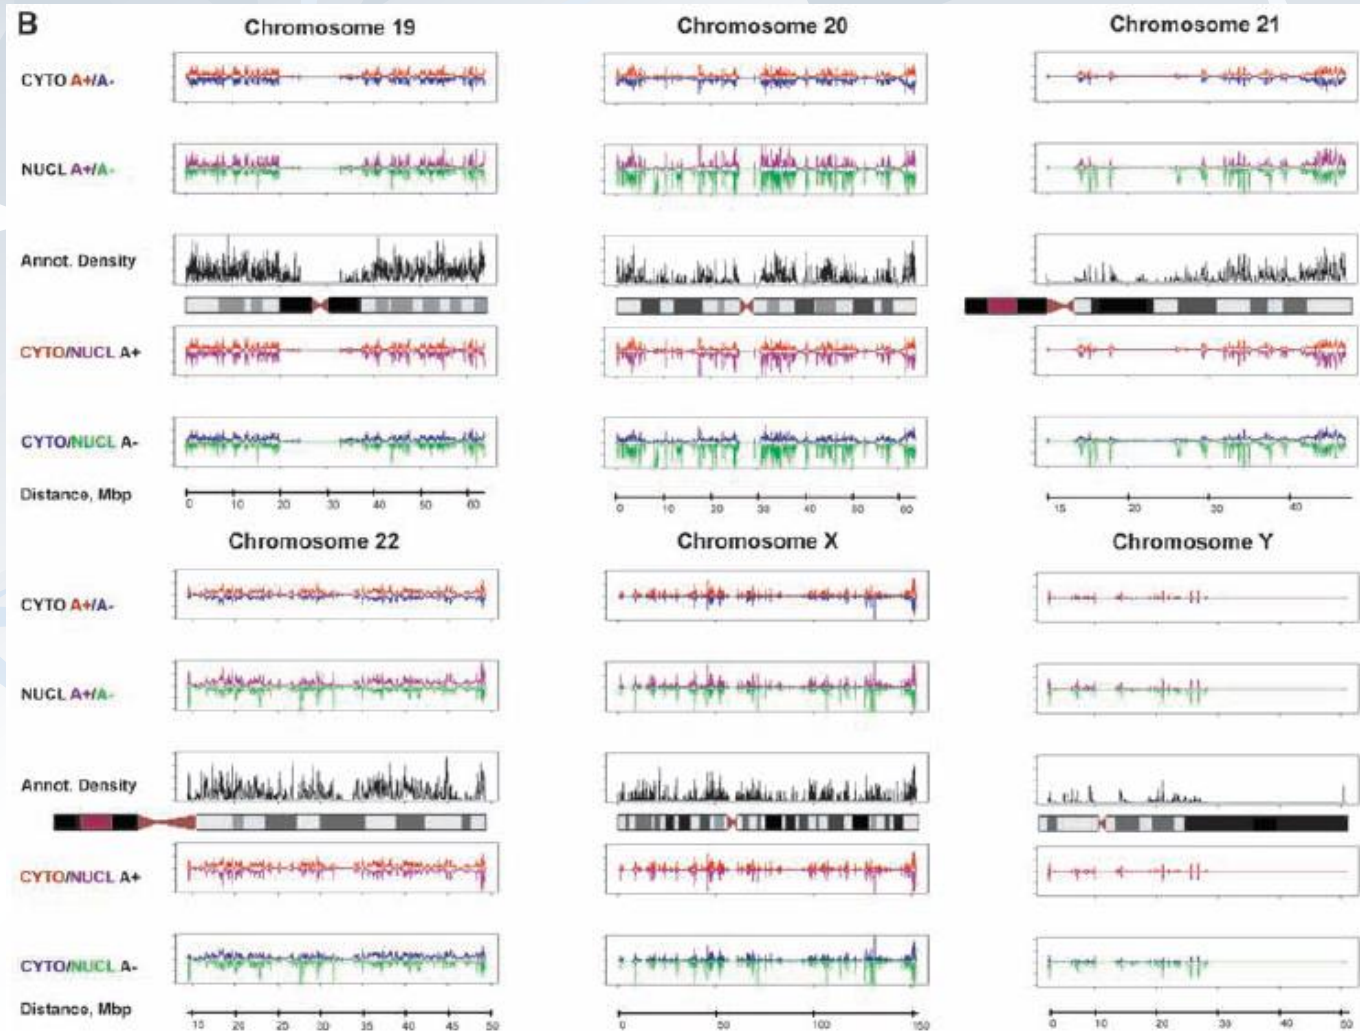 B
Chromosome 19
Chromosome 20
Chromosome 21
CYTO A+/A-
NUCL A+/A-
Annot. Density
CYTO/NUCL A+
CYTO/NUCL A-
Distance, Mbp
0 10 20 30 40 50 60
0 10 20 30 40 50 60
15 20 30 40
Chromosome 22
Chromosome X
Chromosome Y
CYTO A+/A-
NUCL A+/A-
Annot. Density
CYTO/NUCL A+
CYTO/NUCL A-
Distance, Mbp
15 20 25 30 35 40 45 50
0 50 100 150
0 10 20 30 40 50